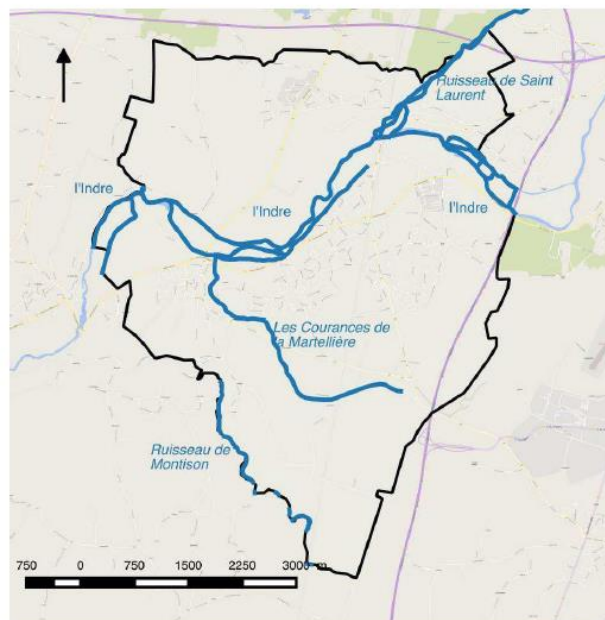 Ruisseau de Saint
Laurent
l'Indre
l'Indre
l'Indre
Les Courances de
la Martellière
Ruisseau de
Montison
750 0 750 1500 2250 3000 m